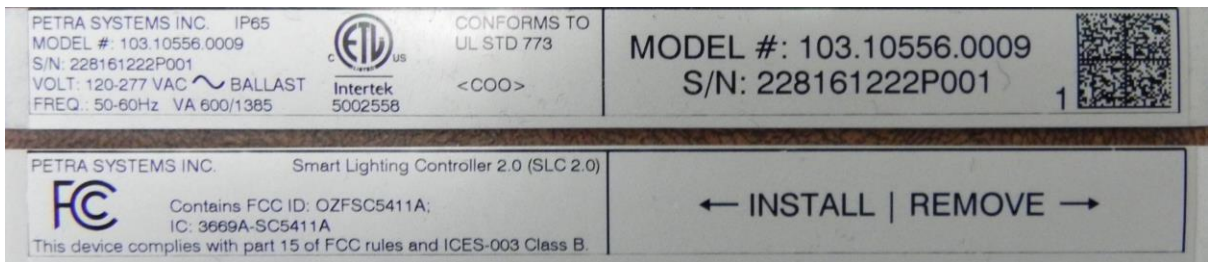 PETRA SYSTEMS INC. IP65
MODEL #: 103.10556.0009
S/N: 228161222P001
VOLT: 120-277 VAC ∿ BALLAST
FREQ.: 50-60Hz VA 600/1385
ETL
LISTED
C US
Intertek
5002558
CONFORMS TO
UL STD 773
<COO>
MODEL #: 103.10556.0009
S/N: 228161222P001
1
PETRA SYSTEMS INC. Smart Lighting Controller 2.0 (SLC 2.0)
FC
Contains FCC ID: OZFSC5411A;
IC: 3669A-SC5411A
This device complies with part 15 of FCC rules and ICES-003 Class B.
← INSTALL | REMOVE →